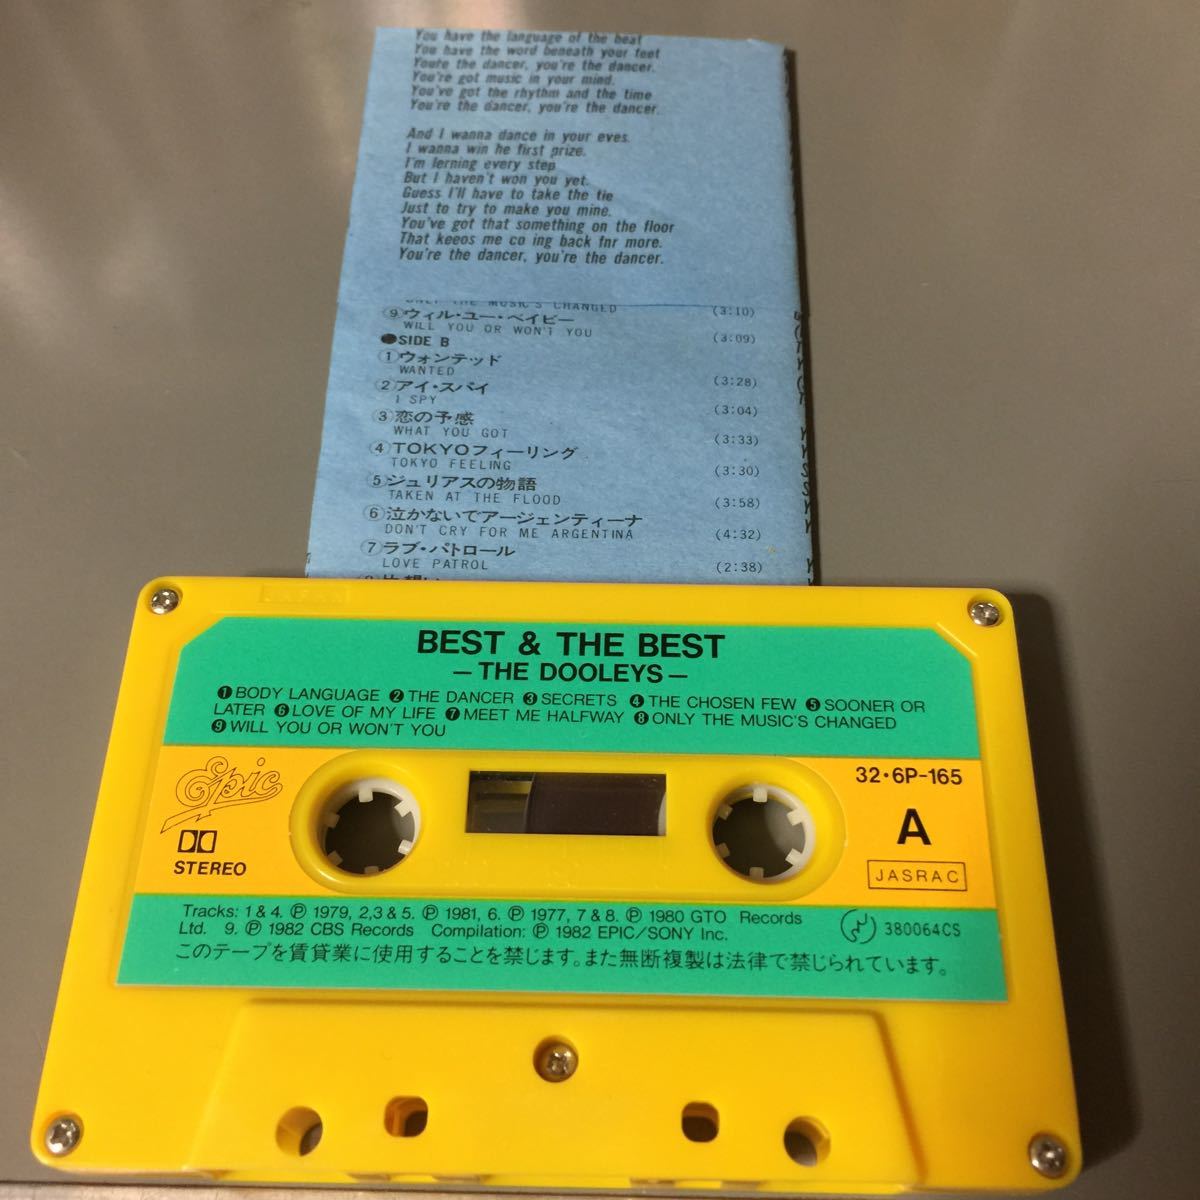 You have the language of the beat
You have the word beneath your feet
You're the dancer, you're the dancer.
You're got music in your mind.
You've got the rhythm and the time
You're the dancer, you're the dancer.
And I wanna dance in your eves.
I wanna win he first prize.
I'm lerning every step
But I haven't won you yet.
Guess I'll have to take the tie
Just to try to make you mine.
You've got that something on the floor
That keeos me co ing back fnr more.
You're the dancer, you're the dancer.
ONLY THE MUSIC'S CHANGED (3:10)
⑨ウィル・ユー・ベイビー
WILL YOU OR WON'T YOU (3:09)
●SIDE B
①ウォンテッド
WANTED (3:28)
②アイ・スパイ
I SPY (3:04)
③恋の予感
WHAT YOU GOT (3:33)
④TOKYOフィーリング
TOKYO FEELING (3:30)
⑤ジュリアスの物語
TAKEN AT THE FLOOD (3:58)
⑥泣かないでアージェンティーナ
DON'T CRY FOR ME ARGENTINA (4:32)
⑦ラブ・パトロール
LOVE PATROL (2:38)
JAPAN
BEST & THE BEST
— THE DOOLEYS —
❶BODY LANGUAGE ❷THE DANCER ❸SECRETS ❹THE CHOSEN FEW ❺SOONER OR
LATER ❻LOVE OF MY LIFE ❼MEET ME HALFWAY ❽ONLY THE MUSIC'S CHANGED
❾WILL YOU OR WON'T YOU
Epic
STEREO
32・6P-165
A
JASRAC
Tracks: 1 & 4. ℗ 1979, 2,3 & 5. ℗ 1981, 6. ℗ 1977, 7 & 8. ℗ 1980 GTO Records
Ltd. 9. ℗ 1982 CBS Records Compilation: ℗ 1982 EPIC/SONY Inc.
380064CS
このテープを賃貸業に使用することを禁じます。また無断複製は法律で禁じられています。